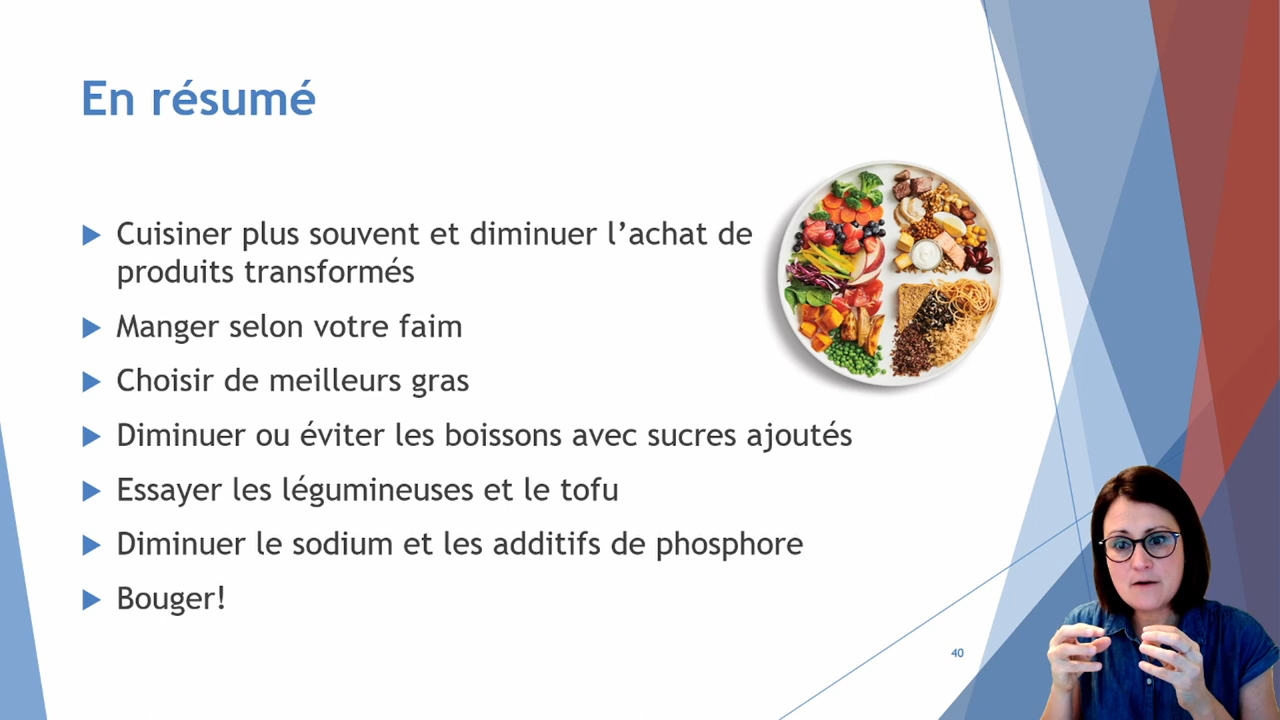 En résumé
Cuisiner plus souvent et diminuer l’achat de
produits transformés
Manger selon votre faim
Choisir de meilleurs gras
Diminuer ou éviter les boissons avec sucres ajoutés
Essayer les légumineuses et le tofu
Diminuer le sodium et les additifs de phosphore
Bouger!
40